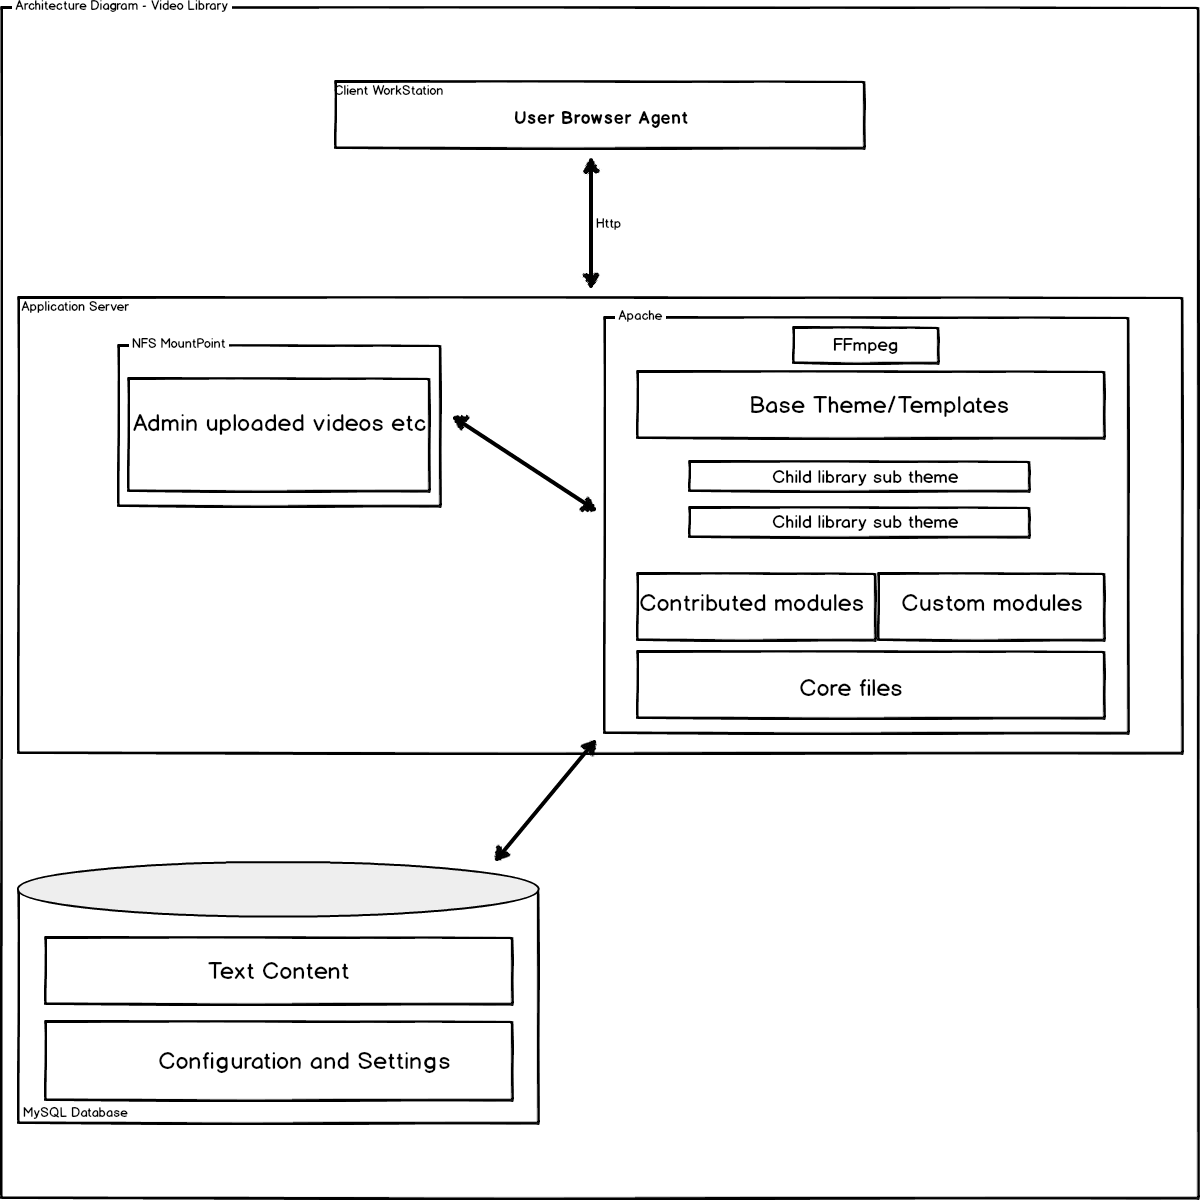 Architecture Diagram - Video Library
Client WorkStation
User Browser Agent
Http
Application Server
NFS MountPoint
Admin uploaded videos etc
Apache
FFmpeg
Base Theme/Templates
Child library sub theme
Child library sub theme
Contributed modules
Custom modules
Core files
Text Content
Configuration and Settings
MySQL Database